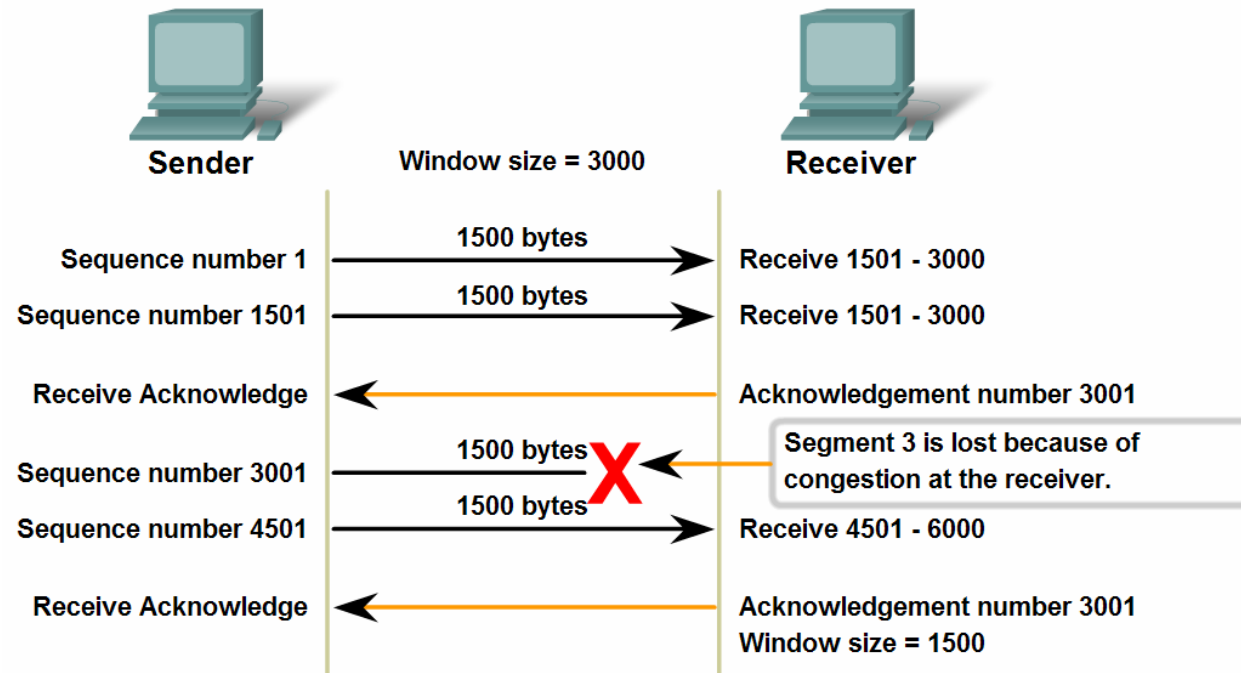 Sender
Window size = 3000
Receiver
1500 bytes
Sequence number 1
Receive 1501 - 3000
1500 bytes
Sequence number 1501
Receive 1501 - 3000
Receive Acknowledge
Acknowledgement number 3001
Segment 3 is lost because of
congestion at the receiver.
1500 bytes
X
Sequence number 3001
1500 bytes
Sequence number 4501
Receive 4501 - 6000
Receive Acknowledge
Acknowledgement number 3001
Window size = 1500